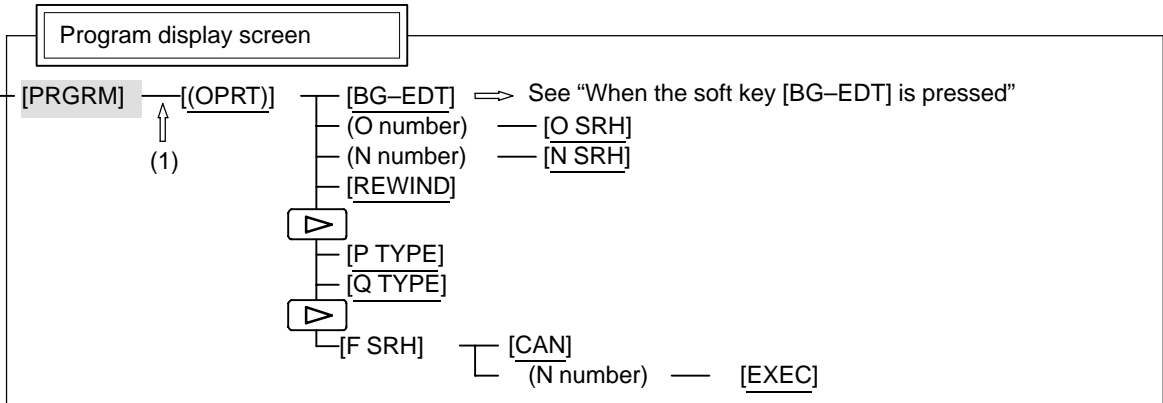 Program display screen
[PRGRM] [(OPRT)] [BG–EDT] See “When the soft key [BG–EDT] is pressed”
(O number) [O SRH]
(1) (N number) [N SRH]
[REWIND]
[P TYPE]
[Q TYPE]
[F SRH] [CAN]
(N number) [EXEC]